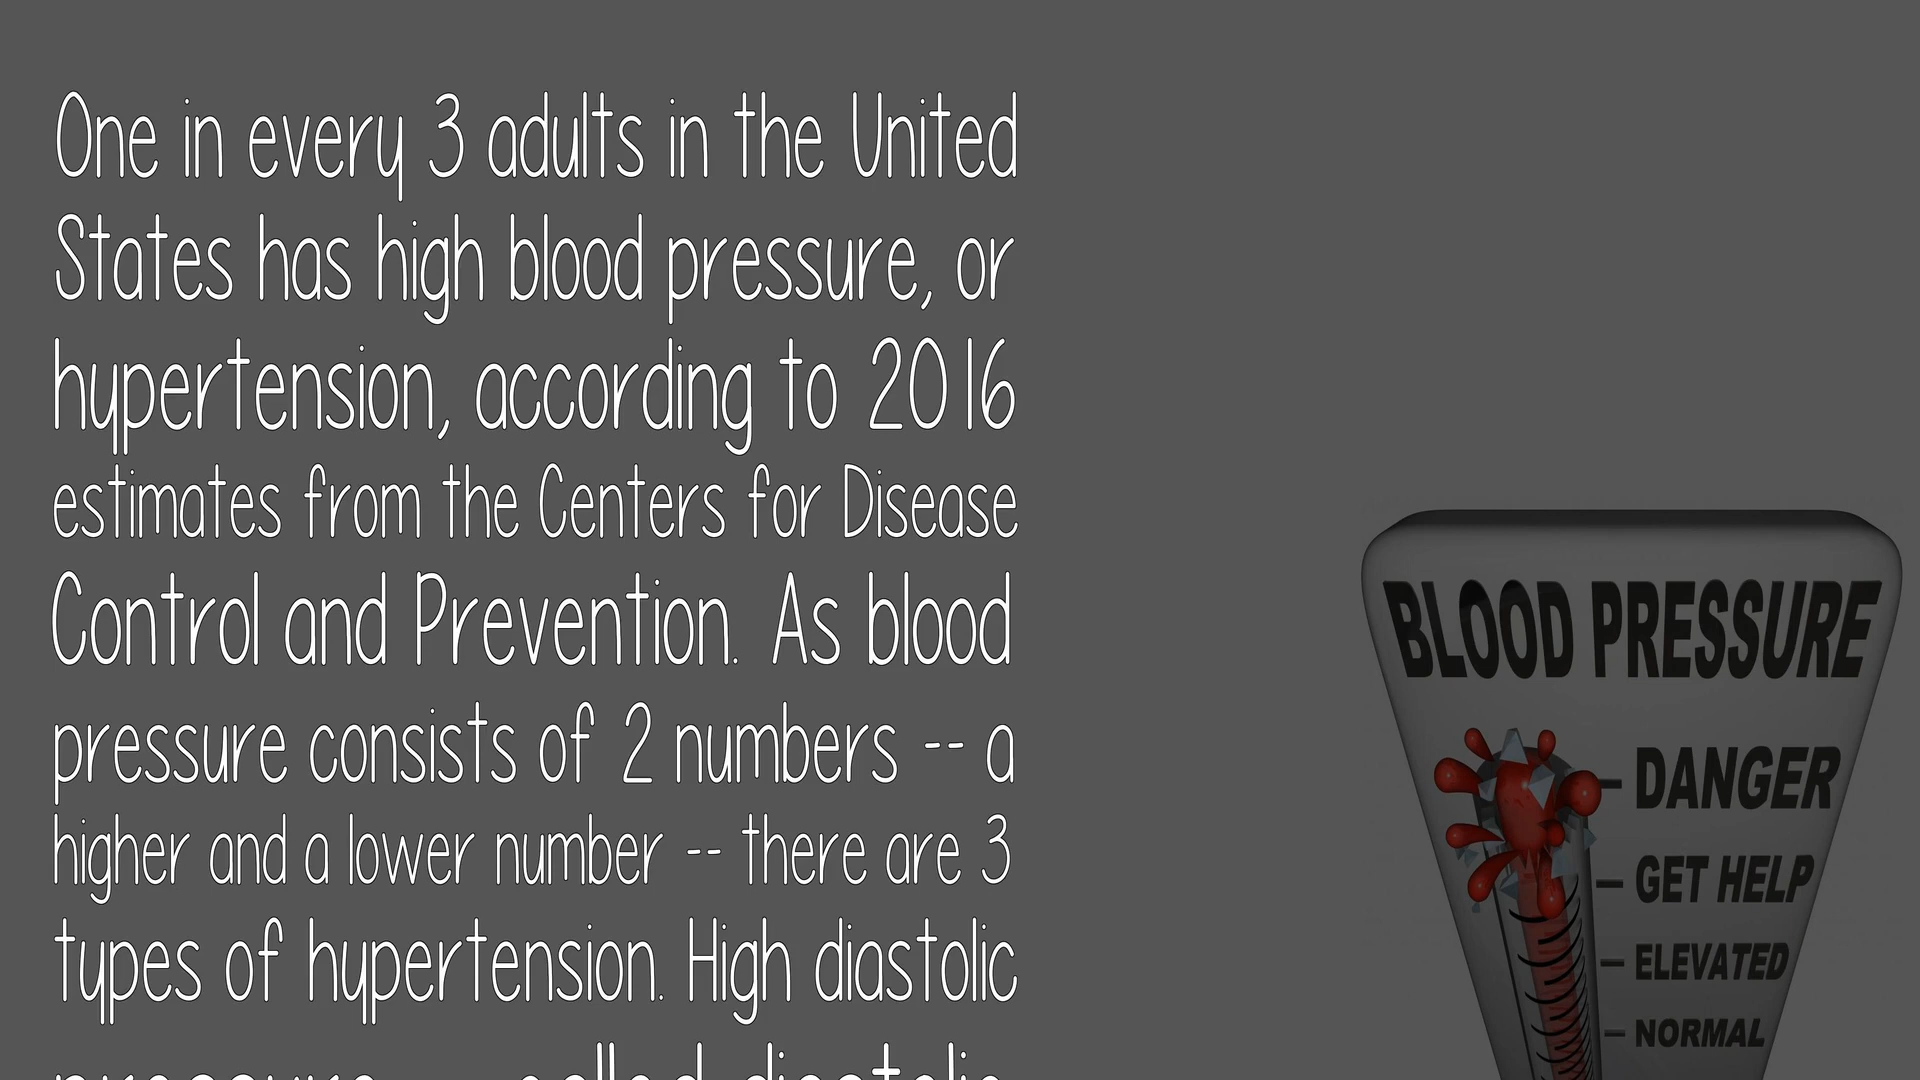 One in every 3 adults in the United
States has high blood pressure, or
hypertension, according to 2016
estimates from the Centers for Disease
Control and Prevention. As blood
pressure consists of 2 numbers -- a
higher and a lower number -- there are 3
types of hypertension. High diastolic
BLOOD PRESSURE
DANGER
GET HELP
ELEVATED
NORMAL